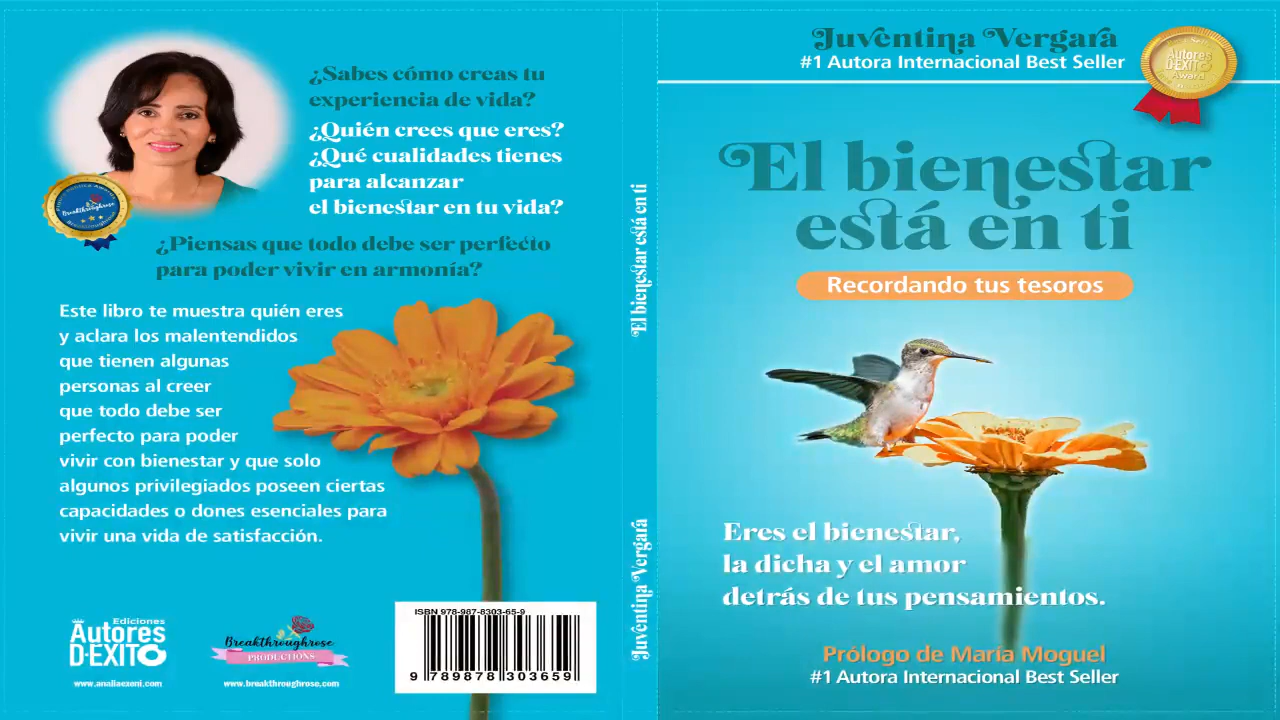 ¿Sabes cómo creas tu
experiencia de vida?
¿Quién crees que eres?
¿Qué cualidades tienes
para alcanzar
el bienestar en tu vida?
¿Piensas que todo debe ser perfecto
para poder vivir en armonía?
Breakthroughrose
Este libro te muestra quién eres
y aclara los malentendidos
que tienen algunas
personas al creer
que todo debe ser
perfecto para poder
vivir con bienestar y que solo
algunos privilegiados poseen ciertas
capacidades o dones esenciales para
vivir una vida de satisfacción.
Ediciones
Autores
D·EXITO
www.analiaexeni.com
Breakthroughrose
PRODUCTIONS
www.breakthroughrose.com
ISBN 978-987-8303-65-9
9 789878 303659
El bienestar está en ti
Juventina Vergara
Juventina Vergara
#1 Autora Internacional Best Seller
Autores
D·EXITO
Award
El bienestar
está en ti
Recordando tus tesoros
Eres el bienestar,
la dicha y el amor
detrás de tus pensamientos.
Prólogo de María Moguel
#1 Autora Internacional Best Seller